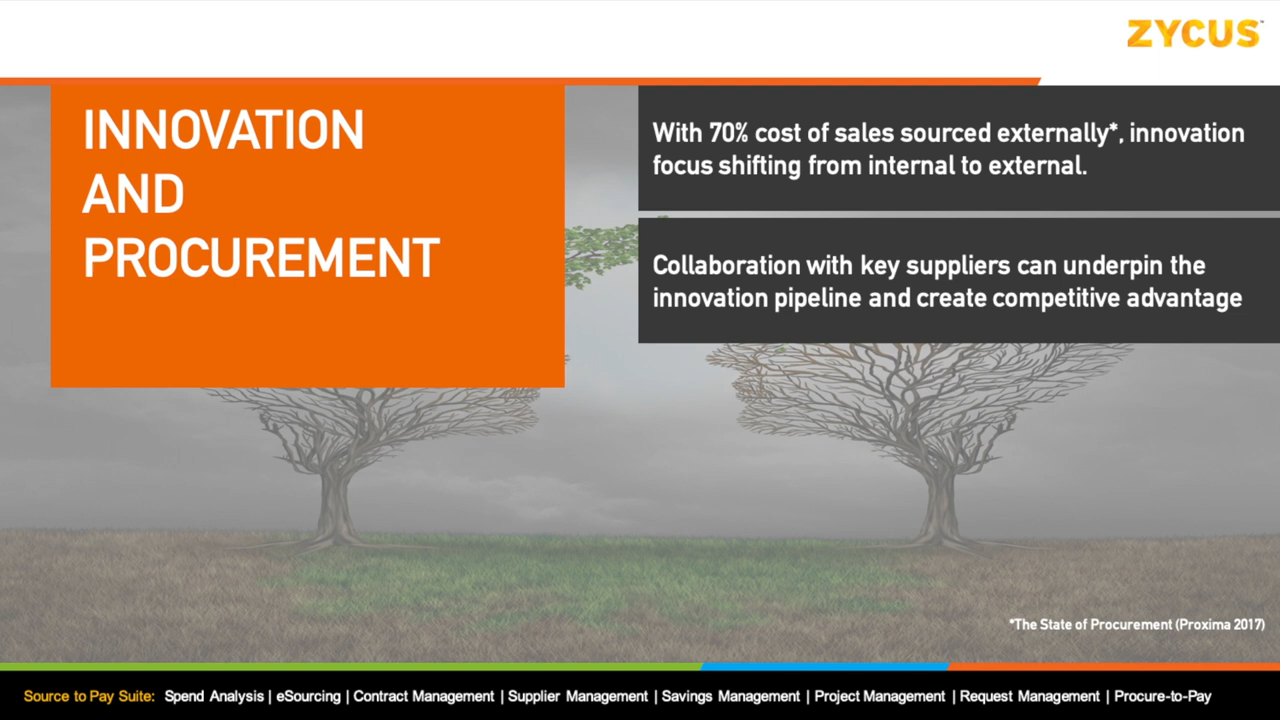 ZYCUS™
INNOVATION
AND
PROCUREMENT
With 70% cost of sales sourced externally*, innovation
focus shifting from internal to external.
Collaboration with key suppliers can underpin the
innovation pipeline and create competitive advantage
*The State of Procurement (Proxima 2017)
Source to Pay Suite: Spend Analysis | eSourcing | Contract Management | Supplier Management | Savings Management | Project Management | Request Management | Procure-to-Pay